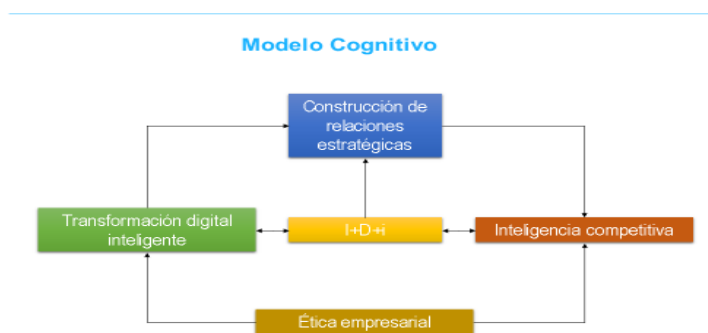 Modelo Cognitivo
Construcción de
relaciones
estratégicas
Transformación digital
inteligente
I+D+i
Inteligencia competitiva
Ética empresarial